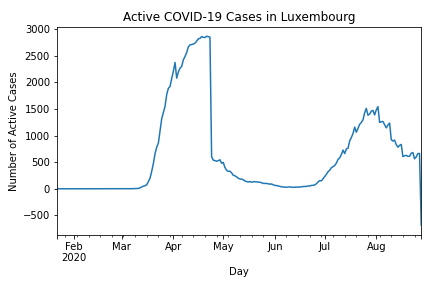 Active COVID-19 Cases in Luxembourg
Number of Active Cases
3000
2500
2000
1500
1000
500
0
−500
Feb Mar Apr May Jun Jul Aug
2020
Day